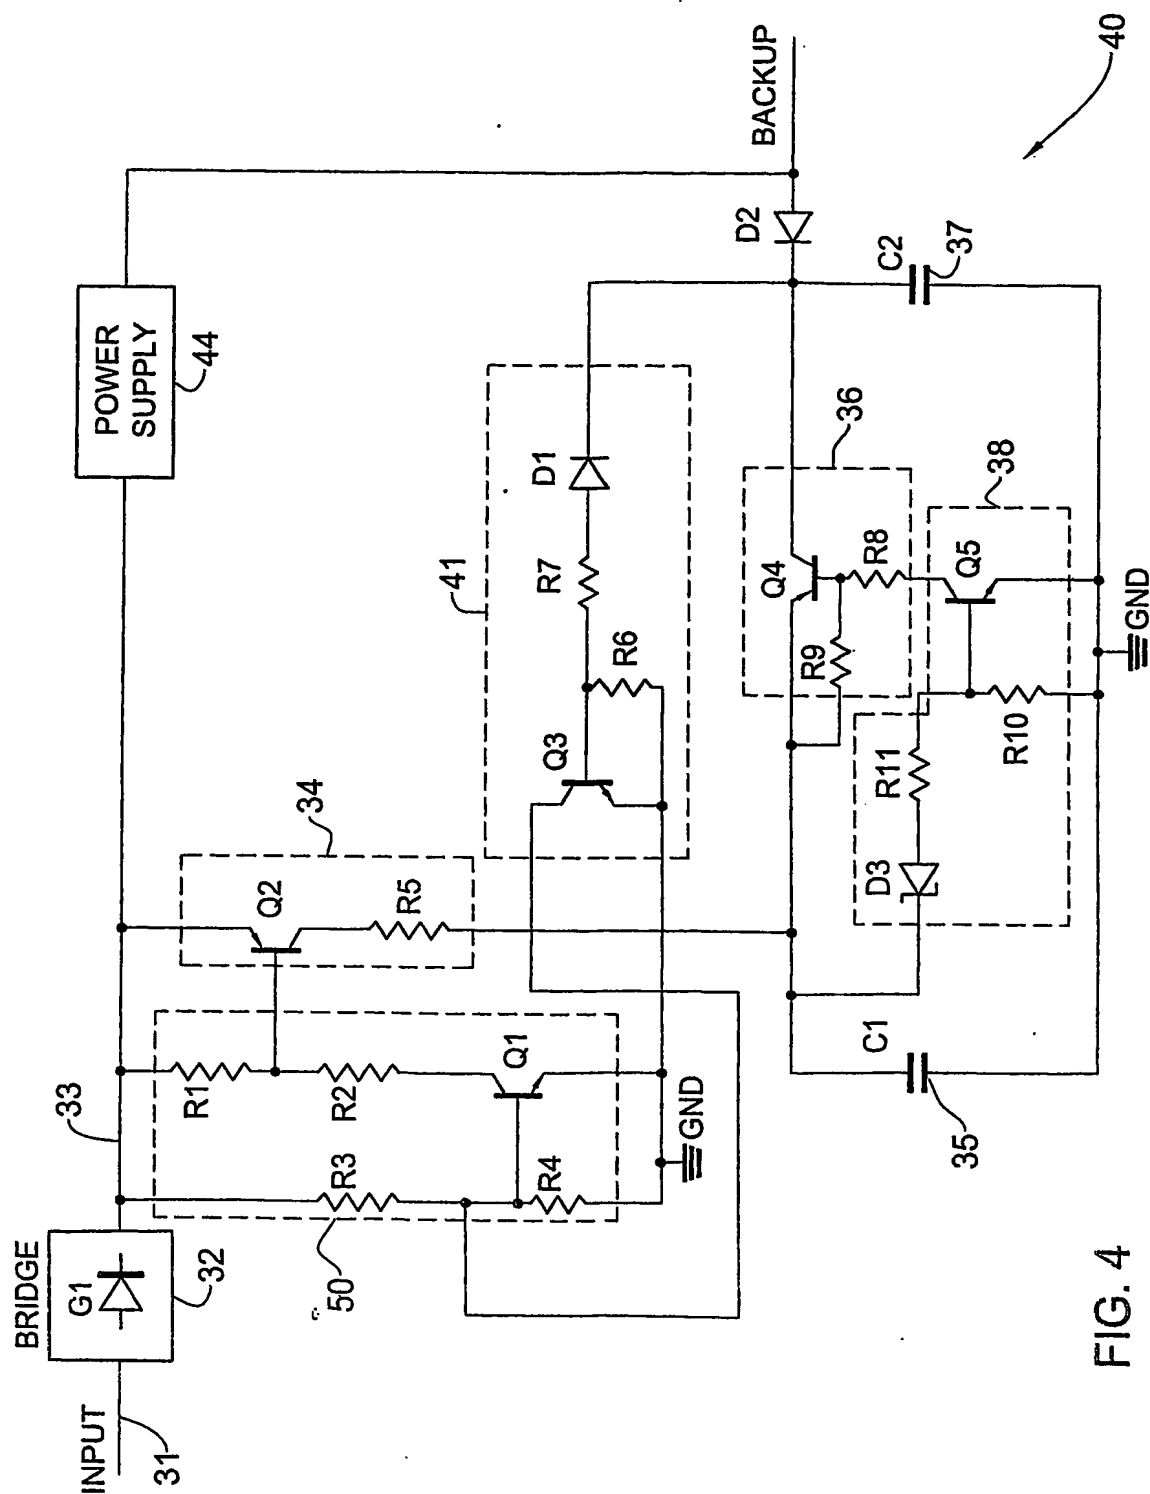 BRIDGE
INPUT
31
G1
32
33
POWER
SUPPLY
44
R1
R2
R3
R4
Q1
50
GND
34
Q2
R5
41
Q3
R6
R7
D1
BACKUP
D2
C2
37
36
Q4
R8
R9
38
Q5
R10
R11
D3
GND
C1
35
40
FIG. 4